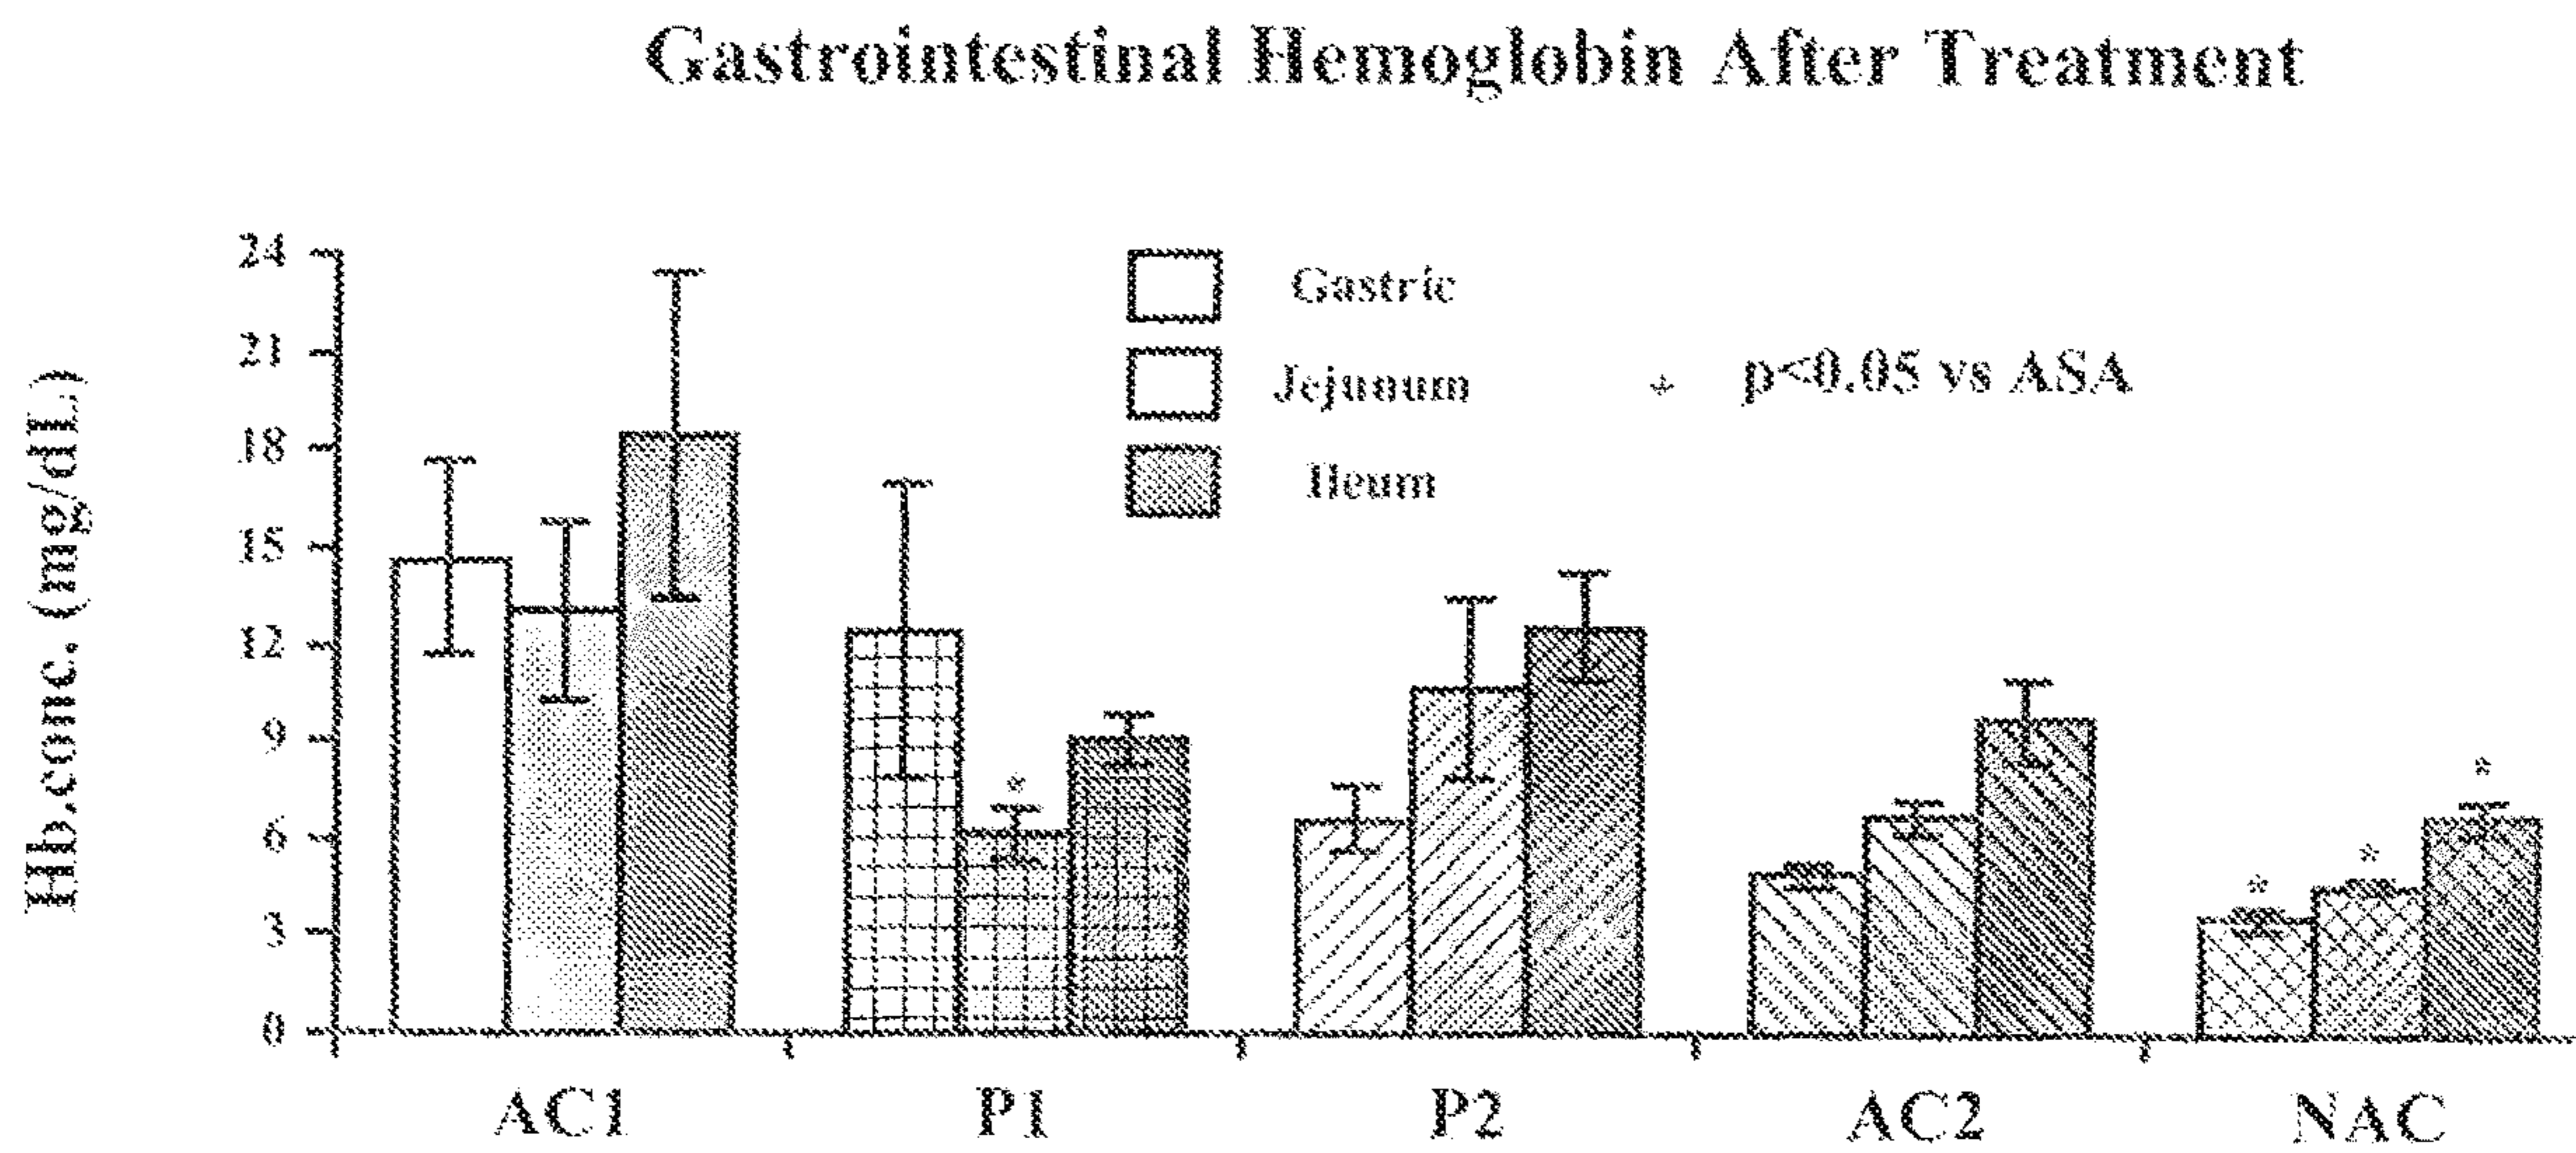 Gastrointestinal Hemoglobin After Treatment
Hb.conc. (mg/dL)
24
21
18
15
12
9
6
3
0
Gastric
Jejunum
Ileum
* p<0.05 vs ASA
*
*
*
*
AC1 P1 P2 AC2 NAC